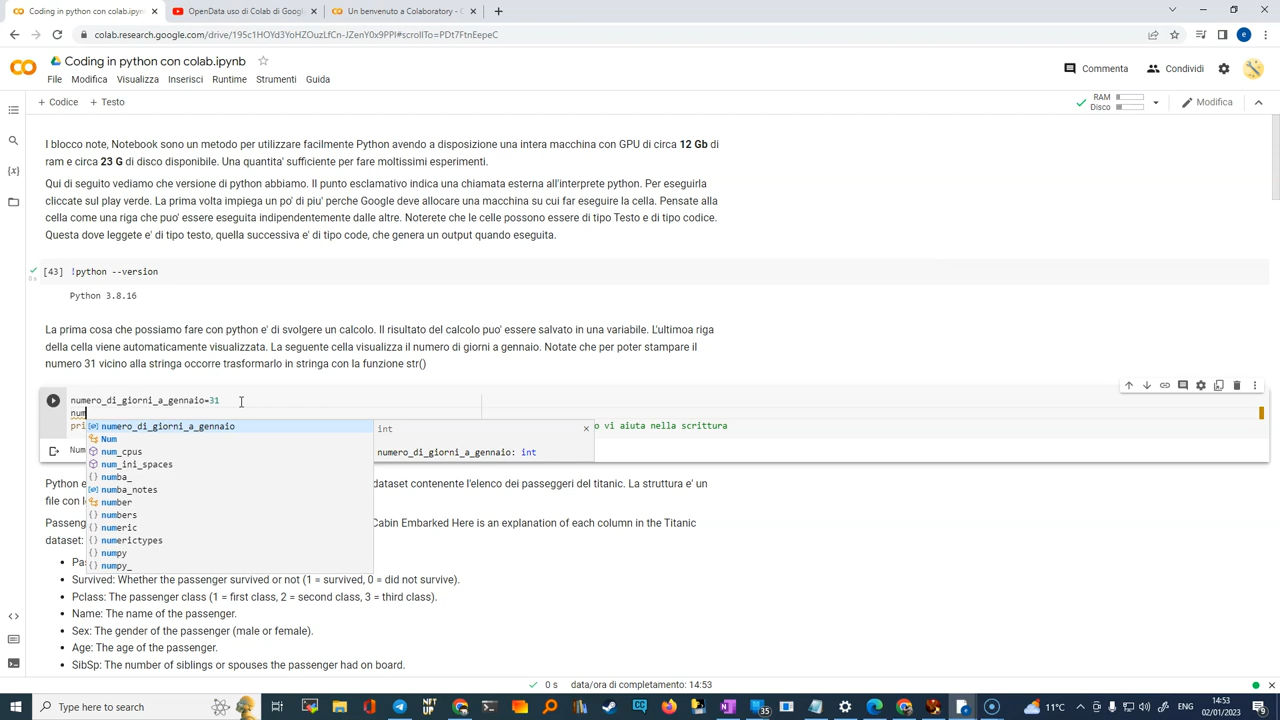 Coding in python con colab.ipynb
OpenData uso di Colab di Google
Un benvenuto a Colaboratory - C
colab.research.google.com/drive/195c1HOYd3YoHZOuzLfCn-JZenY0x9PPI#scrollTo=PDt7FtnEepeC
Coding in python con colab.ipynb
Commenta
Condividi
File Modifica Visualizza Inserisci Runtime Strumenti Guida
+ Codice + Testo
RAM
Disco
Modifica
I blocco note, Notebook sono un metodo per utilizzare facilmente Python avendo a disposizione una intera macchina con GPU di circa 12 Gb di
ram e circa 23 G di disco disponibile. Una quantita' sufficiente per fare moltissimi esperimenti.
Qui di seguito vediamo che versione di python abbiamo. Il punto esclamativo indica una chiamata esterna all'interprete python. Per eseguirla
cliccate sul play verde. La prima volta impiega un po' di piu' perche Google deve allocare una macchina su cui far eseguire la cella. Pensate alla
cella come una riga che puo' essere eseguita indipendentemente dalle altre. Noterete che le celle possono essere di tipo Testo e di tipo codice.
Questa dove leggete e' di tipo testo, quella successiva e' di tipo code, che genera un output quando eseguita.
[43] !python --version
0 s
Python 3.8.16
La prima cosa che possiamo fare con python e' di svolgere un calcolo. Il risultato del calcolo puo' essere salvato in una variabile. L'ultimoa riga
della cella viene automaticamente visualizzata. La seguente cella visualizza il numero di giorni a gennaio. Notate che per poter stampare il
numero 31 vicino alla stringa occorre trasformarlo in stringa con la funzione str()
numero_di_giorni_a_gennaio=31
num
pri
o vi aiuta nella scrittura
Num
numero_di_giorni_a_gennaio
Num
num_cpus
num_ini_spaces
numba_
numba_notes
number
numbers
numeric
numerictypes
numpy
numpy_
int
numero_di_giorni_a_gennaio: int
Python e
dataset contenente l'elenco dei passeggeri del titanic. La struttura e' un
file con l
Passeng
Cabin Embarked Here is an explanation of each column in the Titanic
dataset:
• Pa
• Survived: Whether the passenger survived or not (1 = survived, 0 = did not survive).
• Pclass: The passenger class (1 = first class, 2 = second class, 3 = third class).
• Name: The name of the passenger.
• Sex: The gender of the passenger (male or female).
• Age: The age of the passenger.
• SibSp: The number of siblings or spouses the passenger had on board.
0 s data/ora di completamento: 14:53
Type here to search
NFT
UP
35
11°C
14:53
02/01/2023